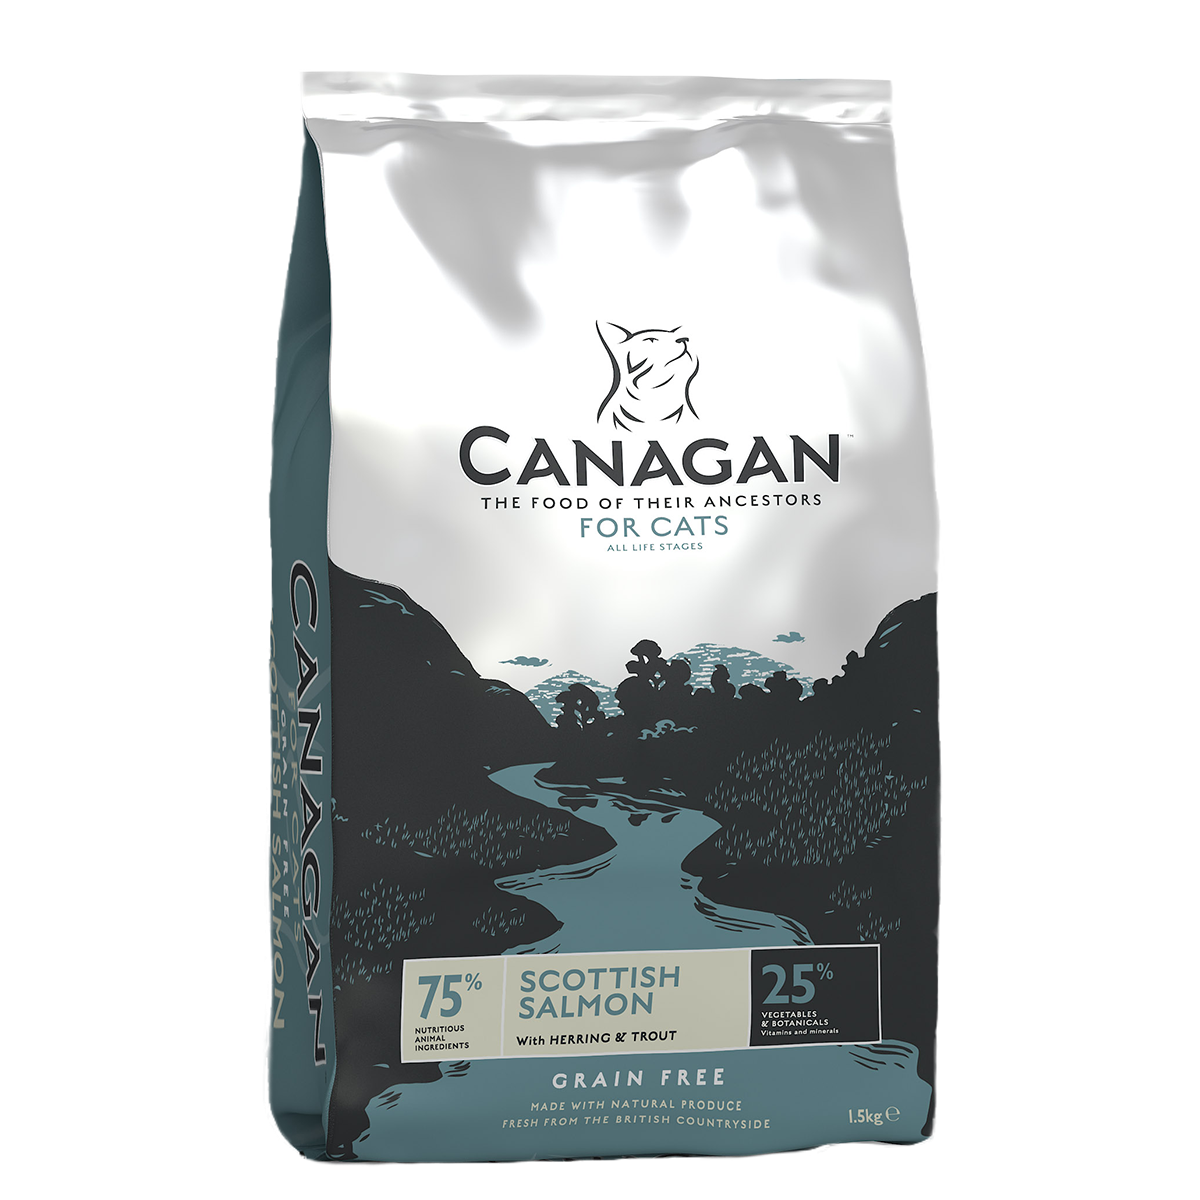 CANAGAN™
THE FOOD OF THEIR ANCESTORS
FOR CATS
ALL LIFE STAGES
75%
NUTRITIOUS
ANIMAL
INGREDIENTS
SCOTTISH
SALMON
With HERRING & TROUT
25%
VEGETABLES
& BOTANICALS
Vitamins and minerals
GRAIN FREE
MADE WITH NATURAL PRODUCE
FRESH FROM THE BRITISH COUNTRYSIDE
1.5kg ℮
CANAGAN
FOR CATS
GRAIN FREE
SCOTTISH SALMON